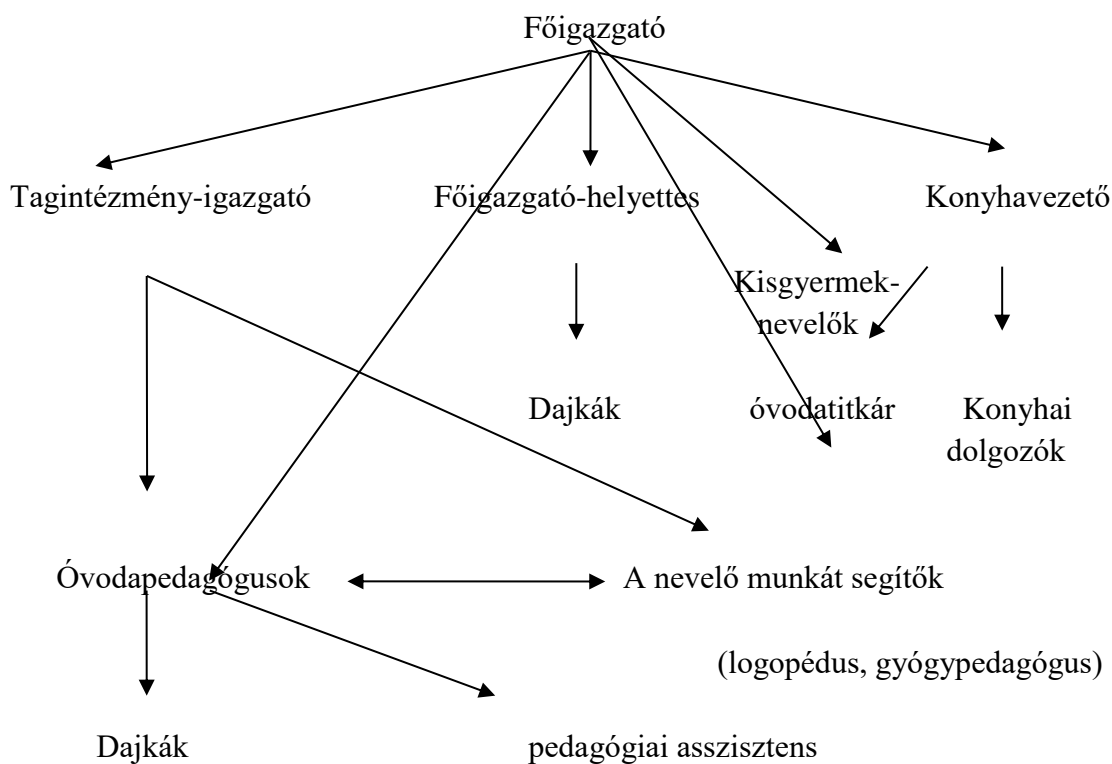 Főigazgató
Tagintézmény-igazgató Főigazgató-helyettes Konyhavezető
Kisgyermek-
nevelők
Dajkák óvodatitkár Konyhai
dolgozók
Óvodapedagógusok A nevelő munkát segítők
(logopédus, gyógypedagógus)
Dajkák pedagógiai asszisztens